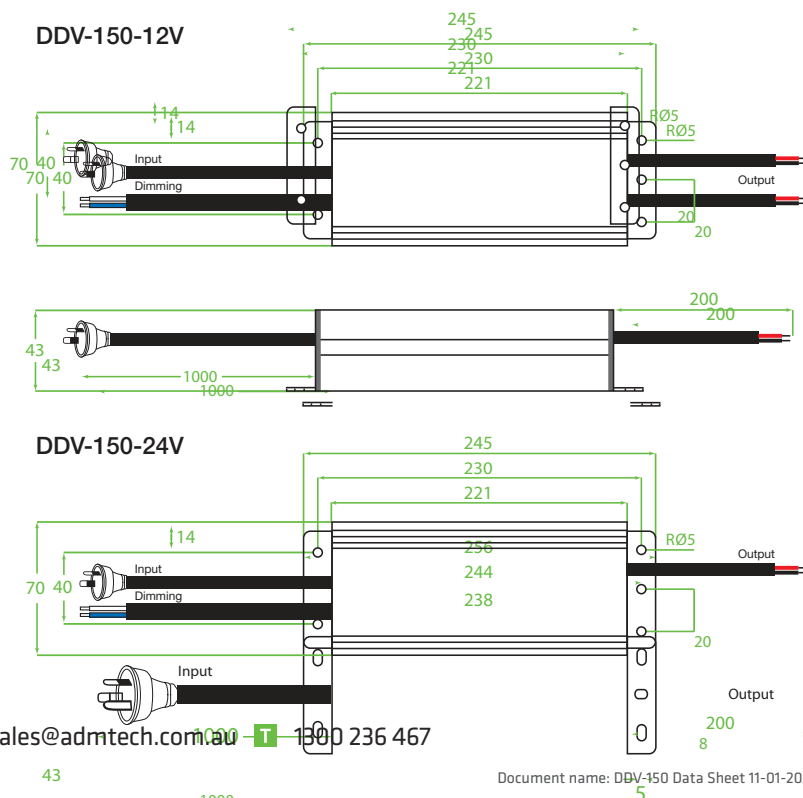 DDV-150-12V
245
245
230
230
221
221
14
14
RØ5
RØ5
70 40
70 40
Input
Dimming
Output
20
20
200
200
43
43
1000
1000
DDV-150-24V
245
230
221
14
RØ5
256
244
238
Input
Dimming
Output
70 40
20
Input
Output
200
8
ales@admtech.com.au T 1300 236 467
1000
43
Document name: DDV-150 Data Sheet 11-01-20
5
1000